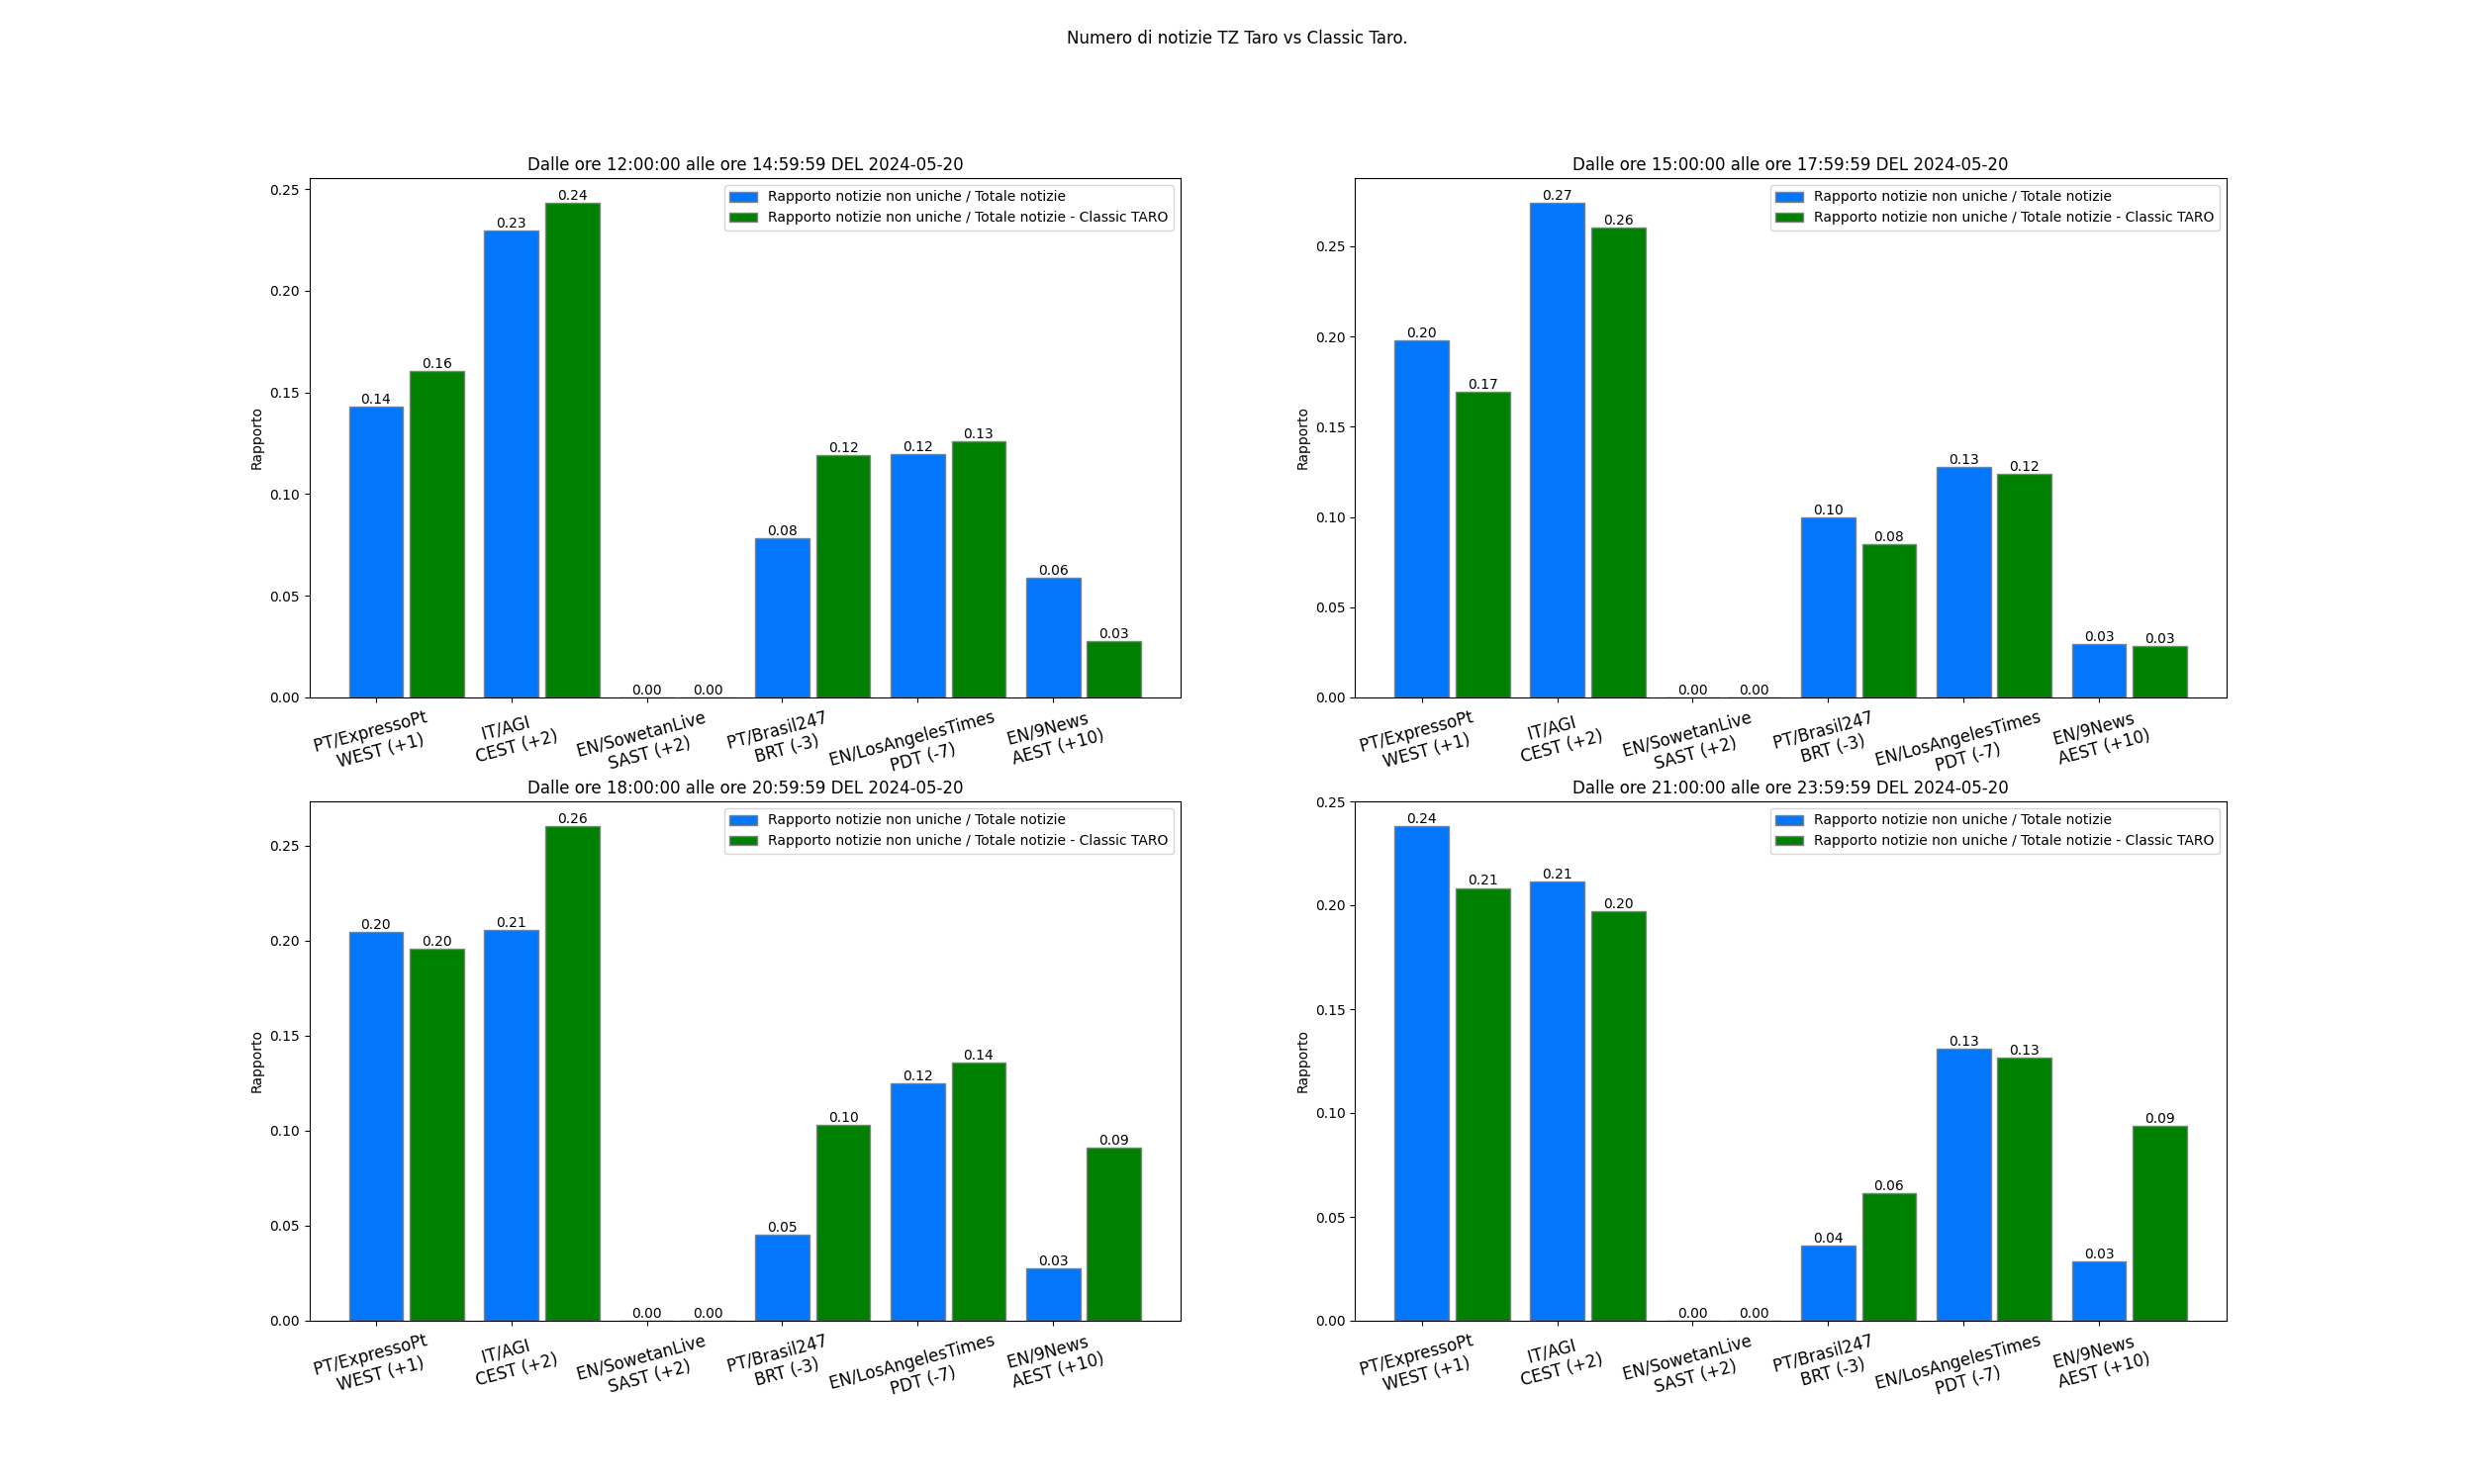 Numero di notizie TZ Taro vs Classic Taro.
Dalle ore 12:00:00 alle ore 14:59:59 DEL 2024-05-20
Rapporto notizie non uniche / Totale notizie
Rapporto notizie non uniche / Totale notizie - Classic TARO
Rapporto
0.25
0.20
0.15
0.10
0.05
0.00
0.14
0.16
0.23
0.24
0.00
0.00
0.08
0.12
0.12
0.13
0.06
0.03
PT/ExpressoPt
WEST (+1)
IT/AGI
CEST (+2)
EN/SowetanLive
SAST (+2)
PT/Brasil247
BRT (-3)
EN/LosAngelesTimes
PDT (-7)
EN/9News
AEST (+10)
Dalle ore 15:00:00 alle ore 17:59:59 DEL 2024-05-20
Rapporto notizie non uniche / Totale notizie
Rapporto notizie non uniche / Totale notizie - Classic TARO
Rapporto
0.25
0.20
0.15
0.10
0.05
0.00
0.20
0.17
0.27
0.26
0.00
0.00
0.10
0.08
0.13
0.12
0.03
0.03
PT/ExpressoPt
WEST (+1)
IT/AGI
CEST (+2)
EN/SowetanLive
SAST (+2)
PT/Brasil247
BRT (-3)
EN/LosAngelesTimes
PDT (-7)
EN/9News
AEST (+10)
Dalle ore 18:00:00 alle ore 20:59:59 DEL 2024-05-20
Rapporto notizie non uniche / Totale notizie
Rapporto notizie non uniche / Totale notizie - Classic TARO
Rapporto
0.25
0.20
0.15
0.10
0.05
0.00
0.20
0.20
0.21
0.26
0.00
0.00
0.05
0.10
0.12
0.14
0.03
0.09
PT/ExpressoPt
WEST (+1)
IT/AGI
CEST (+2)
EN/SowetanLive
SAST (+2)
PT/Brasil247
BRT (-3)
EN/LosAngelesTimes
PDT (-7)
EN/9News
AEST (+10)
Dalle ore 21:00:00 alle ore 23:59:59 DEL 2024-05-20
Rapporto notizie non uniche / Totale notizie
Rapporto notizie non uniche / Totale notizie - Classic TARO
Rapporto
0.25
0.20
0.15
0.10
0.05
0.00
0.24
0.21
0.21
0.20
0.00
0.00
0.04
0.06
0.13
0.13
0.03
0.09
PT/ExpressoPt
WEST (+1)
IT/AGI
CEST (+2)
EN/SowetanLive
SAST (+2)
PT/Brasil247
BRT (-3)
EN/LosAngelesTimes
PDT (-7)
EN/9News
AEST (+10)